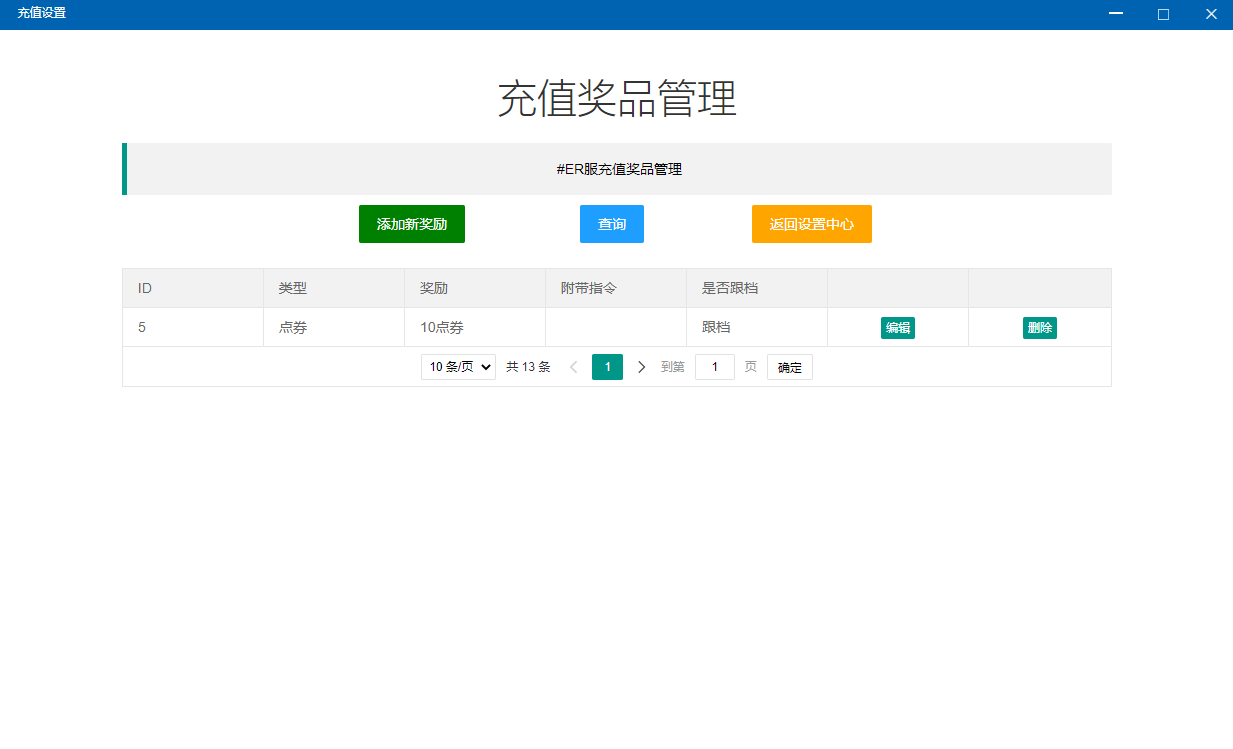 充值设置
充值奖品管理
#ER服充值奖品管理
添加新奖励 查询 返回设置中心
ID 类型 奖励 附带指令 是否跟档
5 点券 10点券 跟档 编辑 删除
10 条/页 共 13 条 1 到第 1 页 确定